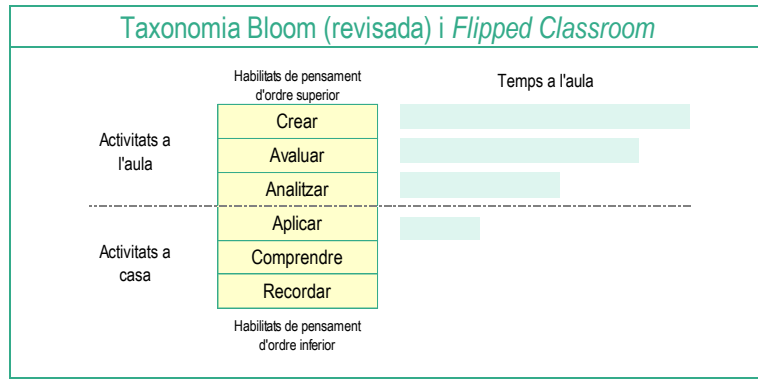 Taxonomia Bloom (revisada) i Flipped Classroom
Habilitats de pensament
d'ordre superior
Temps a l'aula
Crear
Activitats a
l'aula
Avaluar
Analitzar
Aplicar
Activitats a
casa
Comprendre
Recordar
Habilitats de pensament
d'ordre inferior